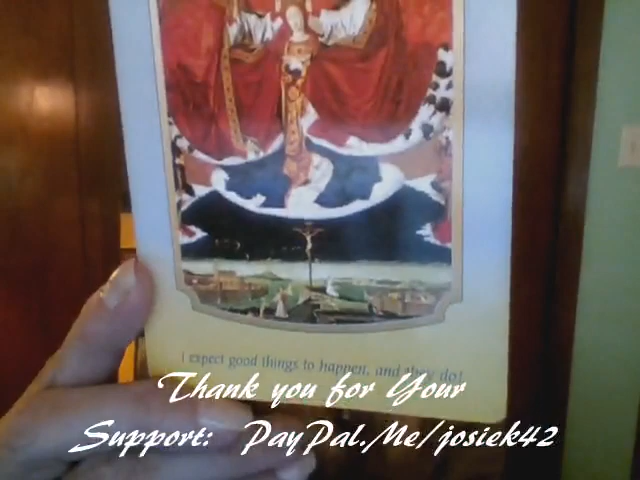 I expect good things to happen, and they do!
Thank you for Your
Support: PayPal.Me/josiek42